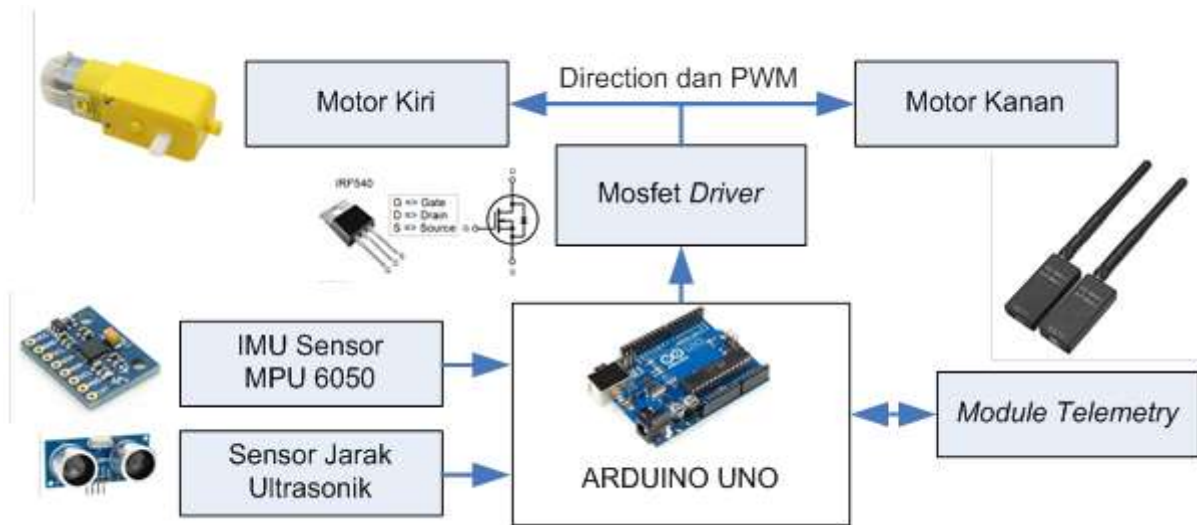 Motor Kiri
Direction dan PWM
Motor Kanan
Mosfet Driver
IRF540
G => Gate
D => Drain
S => Source
IMU Sensor
MPU 6050
Module Telemetry
Sensor Jarak
Ultrasonik
ARDUINO UNO